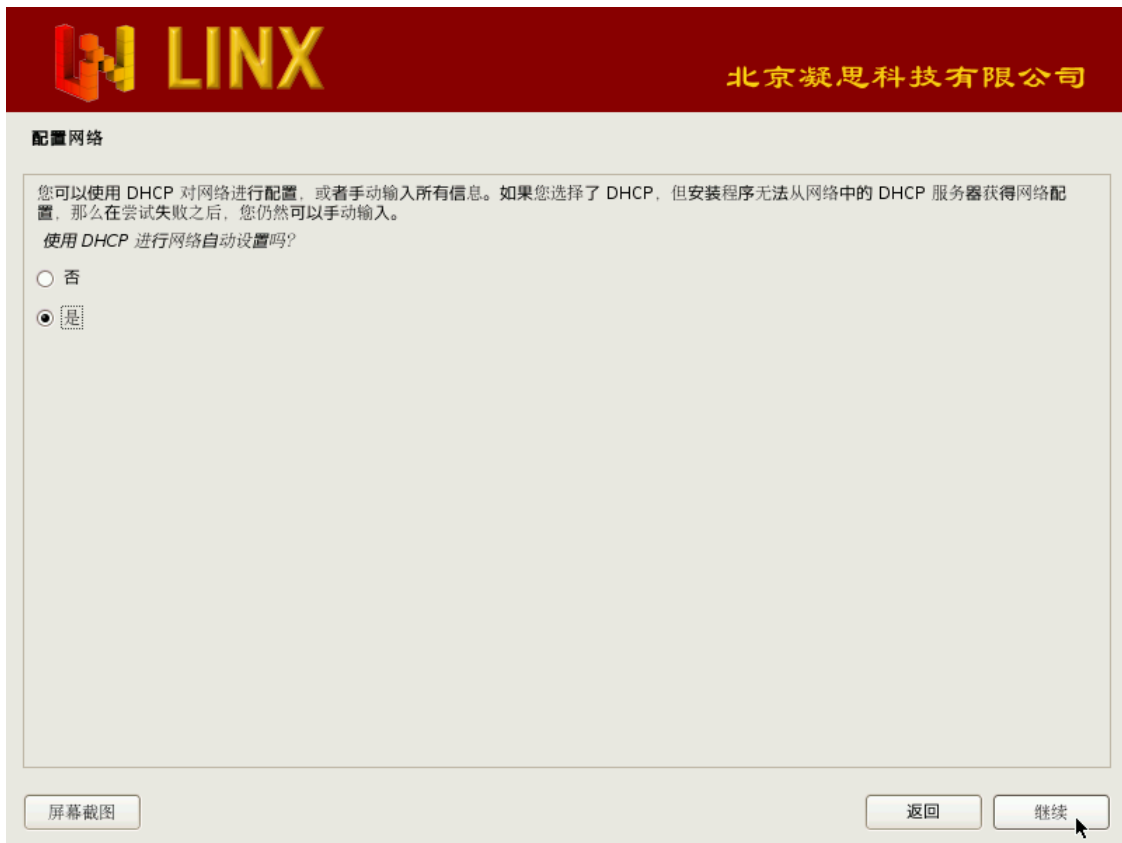 LINX
北京凝思科技有限公司
配置网络
您可以使用 DHCP 对网络进行配置，或者手动输入所有信息。如果您选择了 DHCP，但安装程序无法从网络中的 DHCP 服务器获得网络配
置，那么在尝试失败之后，您仍然可以手动输入。
使用 DHCP 进行网络自动设置吗？
否
是
屏幕截图
返回
继续